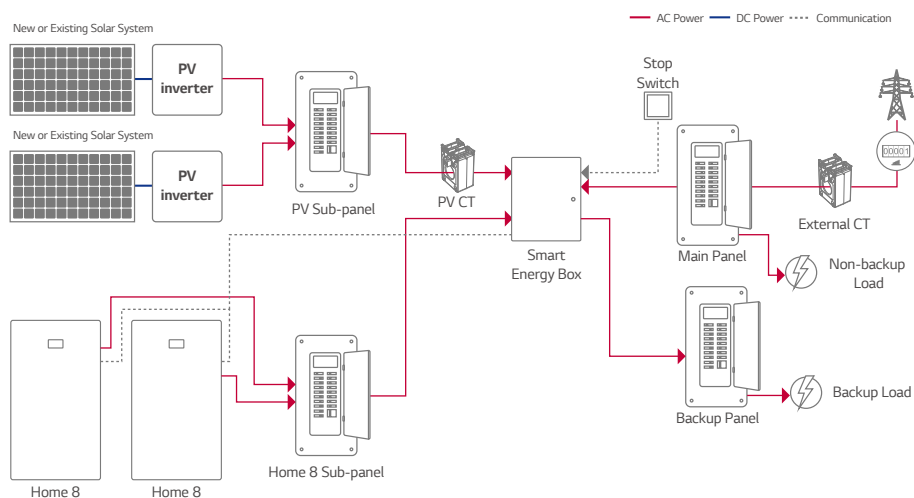 AC Power
DC Power
Communication
New or Existing Solar System
PV
inverter
New or Existing Solar System
PV
inverter
PV Sub-panel
PV CT
Stop
Switch
Smart
Energy Box
Main Panel
External CT
00001
Non-backup
Load
Backup Panel
Backup Load
Home 8 Sub-panel
Home 8
Home 8